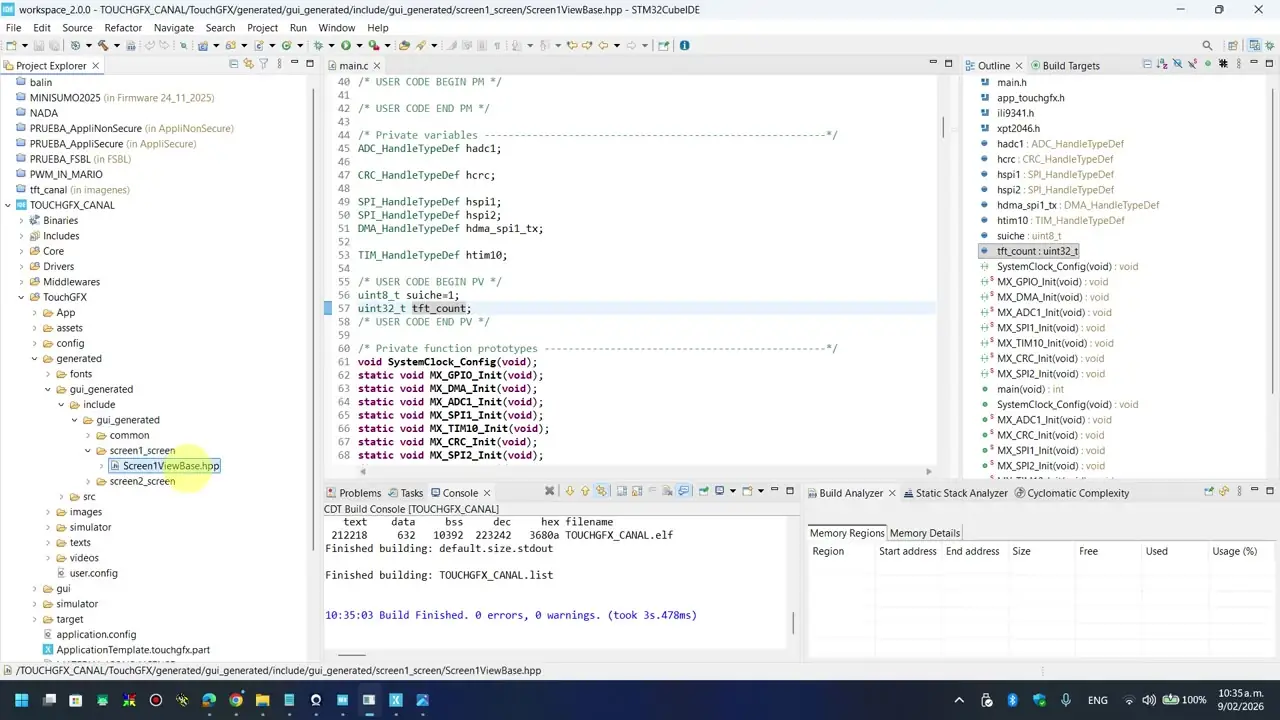 workspace_2.0.0 - TOUCHGFX_CANAL/TouchGFX/generated/gui_generated/include/gui_generated/screen1_screen/Screen1ViewBase.hpp - STM32CubeIDE
File Edit Source Refactor Navigate Search Project Run Window Help
Project Explorer
balin
MINISUMO2025 (in Firmware 24_11_2025)
NADA
PRUEBA_AppliNonSecure (in AppliNonSecure)
PRUEBA_AppliSecure (in AppliSecure)
PRUEBA_FSBL (in FSBL)
PWM_IN_MARIO
tft_canal (in imagenes)
TOUCHGFX_CANAL
Binaries
Includes
Core
Drivers
Middlewares
TouchGFX
App
assets
config
generated
fonts
gui_generated
include
gui_generated
common
screen1_screen
Screen1ViewBase.hpp
screen2_screen
src
images
simulator
texts
videos
user.config
gui
simulator
target
application.config
ApplicationTemplate.touchgfx.part
main.c
40 /* USER CODE BEGIN PM */
41
42 /* USER CODE END PM */
43
44 /* Private variables ---------------------------------------------------------*/
45 ADC_HandleTypeDef hadc1;
46
47 CRC_HandleTypeDef hcrc;
48
49 SPI_HandleTypeDef hspi1;
50 SPI_HandleTypeDef hspi2;
51 DMA_HandleTypeDef hdma_spi1_tx;
52
53 TIM_HandleTypeDef htim10;
54
55 /* USER CODE BEGIN PV */
56 uint8_t suiche=1;
57 uint32_t tft_count;
58 /* USER CODE END PV */
59
60 /* Private function prototypes -----------------------------------------------*/
61 void SystemClock_Config(void);
62 static void MX_GPIO_Init(void);
63 static void MX_DMA_Init(void);
64 static void MX_ADC1_Init(void);
65 static void MX_SPI1_Init(void);
66 static void MX_TIM10_Init(void);
67 static void MX_CRC_Init(void);
68 static void MX_SPI2_Init(void);
Outline Build Targets
main.h
app_touchgfx.h
ili9341.h
xpt2046.h
hadc1 : ADC_HandleTypeDef
hcrc : CRC_HandleTypeDef
hspi1 : SPI_HandleTypeDef
hspi2 : SPI_HandleTypeDef
hdma_spi1_tx : DMA_HandleTypeDef
htim10 : TIM_HandleTypeDef
suiche : uint8_t
tft_count : uint32_t
SystemClock_Config(void) : void
MX_GPIO_Init(void) : void
MX_DMA_Init(void) : void
MX_ADC1_Init(void) : void
MX_SPI1_Init(void) : void
MX_TIM10_Init(void) : void
MX_CRC_Init(void) : void
MX_SPI2_Init(void) : void
main(void) : int
SystemClock_Config(void) : void
MX_ADC1_Init(void) : void
MX_CRC_Init(void) : void
MX_SPI1_Init(void) : void
MX_SPI2_Init(void) : void
Problems Tasks Console
CDT Build Console [TOUCHGFX_CANAL]
text data bss dec hex filename
212218 632 10392 223242 3680a TOUCHGFX_CANAL.elf
Finished building: default.size.stdout
Finished building: TOUCHGFX_CANAL.list
10:35:03 Build Finished. 0 errors, 0 warnings. (took 3s.478ms)
Build Analyzer Static Stack Analyzer Cyclomatic Complexity
Memory Regions Memory Details
Region Start address End address Size Free Used Usage (%)
/TOUCHGFX_CANAL/TouchGFX/generated/gui_generated/include/gui_generated/screen1_screen/Screen1ViewBase.hpp
ENG 100% 10:35 a. m.
9/02/2026